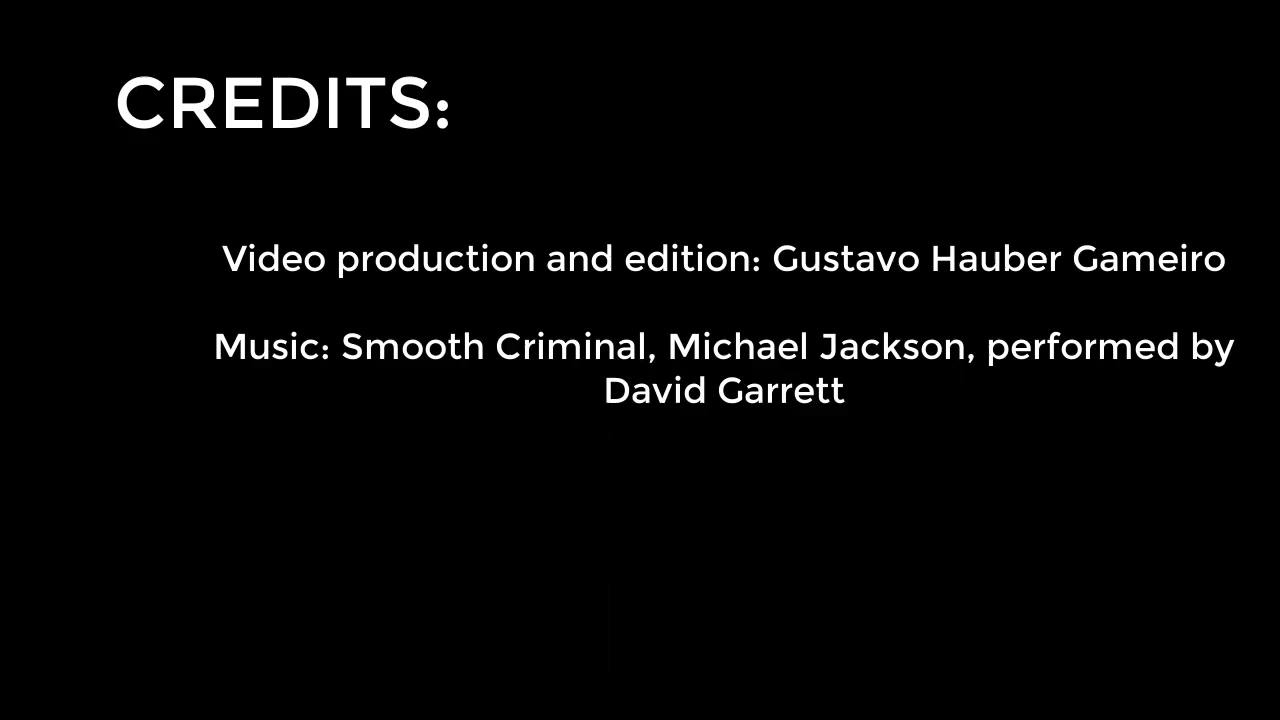 CREDITS:
Video production and edition: Gustavo Hauber Gameiro
Music: Smooth Criminal, Michael Jackson, performed by
David Garrett